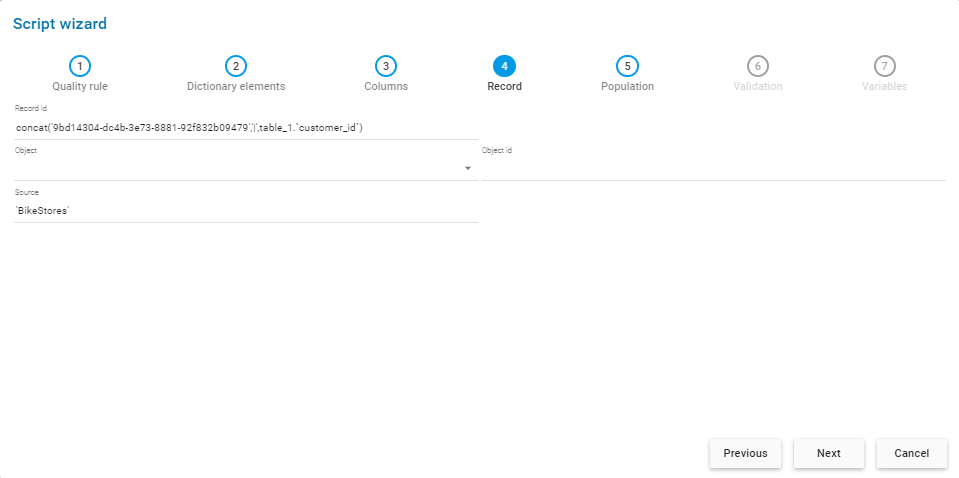 Script wizard
1 2 3 4 5 6 7
Quality rule Dictionary elements Columns Record Population Validation Variables
Record id
concat('9bd14304-dc4b-3e73-8881-92f832b09479','|',table_1.`customer_id`)
Object Object id
Source
'BikeStores'
Previous Next Cancel